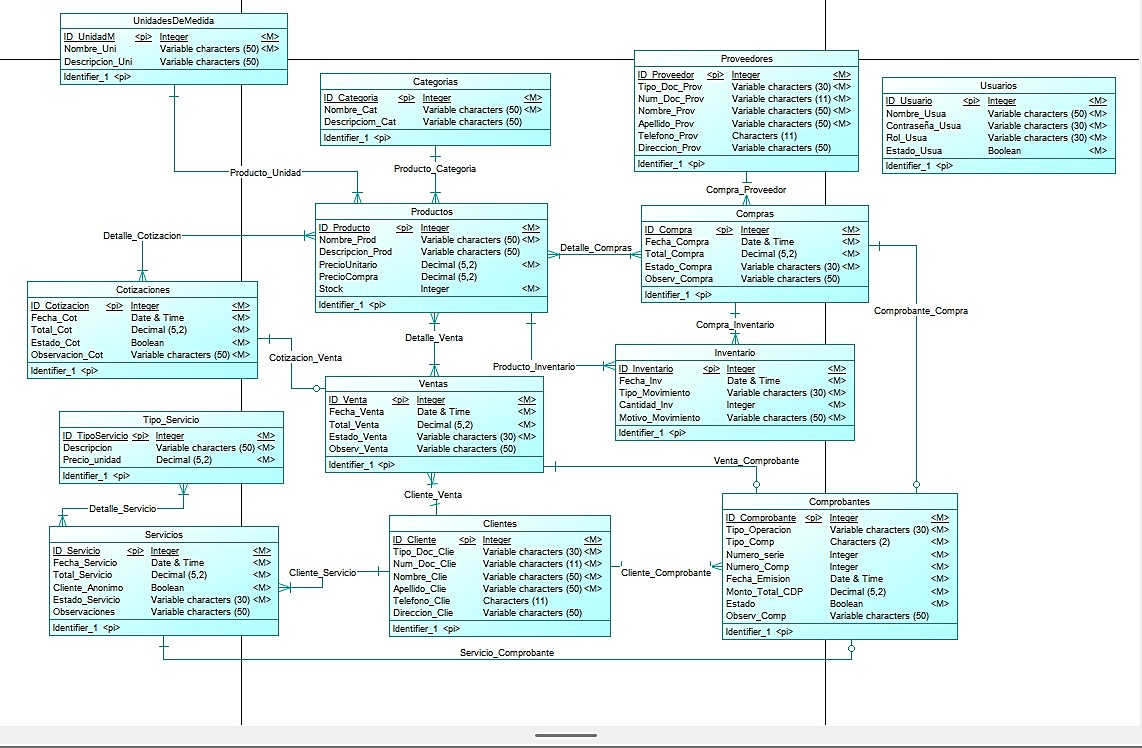 UnidadesDeMedida
ID_UnidadM <pi> Integer <M>
Nombre_Uni Variable characters (50) <M>
Descripcion_Uni Variable characters (50)
Identifier_1 <pi>
Categorias
ID_Categoria <pi> Integer <M>
Nombre_Cat Variable characters (50) <M>
Descripciom_Cat Variable characters (50)
Identifier_1 <pi>
Proveedores
ID_Proveedor <pi> Integer <M>
Tipo_Doc_Prov Variable characters (30) <M>
Num_Doc_Prov Variable characters (11) <M>
Nombre_Prov Variable characters (50) <M>
Apellido_Prov Variable characters (50) <M>
Telefono_Prov Characters (11)
Direccion_Prov Variable characters (50)
Identifier_1 <pi>
Usuarios
ID_Usuario <pi> Integer <M>
Nombre_Usua Variable characters (50) <M>
Contraseña_Usua Variable characters (30) <M>
Rol_Usua Variable characters (30) <M>
Estado_Usua Boolean <M>
Identifier_1 <pi>
Producto_Unidad
Producto_Categoria
Compra_Proveedor
Productos
ID_Producto <pi> Integer <M>
Nombre_Prod Variable characters (50) <M>
Descripcion_Prod Variable characters (50)
PrecioUnitario Decimal (5,2) <M>
PrecioCompra Decimal (5,2)
Stock Integer <M>
Identifier_1 <pi>
Compras
ID_Compra <pi> Integer <M>
Fecha_Compra Date & Time <M>
Total_Compra Decimal (5,2) <M>
Estado_Compra Variable characters (30) <M>
Observ_Compra Variable characters (50)
Identifier_1 <pi>
Detalle_Cotizacion
Detalle_Compras
Cotizaciones
ID_Cotizacion <pi> Integer <M>
Fecha_Cot Date & Time <M>
Total_Cot Decimal (5,2) <M>
Estado_Cot Boolean <M>
Observacion_Cot Variable characters (50) <M>
Identifier_1 <pi>
Comprobante_Compra
Compra_Inventario
Detalle_Venta
Cotizacion_Venta
Producto_Inventario
Inventario
ID_Inventario <pi> Integer <M>
Fecha_Inv Date & Time <M>
Tipo_Movimiento Variable characters (30) <M>
Cantidad_Inv Integer <M>
Motivo_Movimiento Variable characters (50) <M>
Identifier_1 <pi>
Ventas
ID_Venta <pi> Integer <M>
Fecha_Venta Date & Time <M>
Total_Venta Decimal (5,2) <M>
Estado_Venta Variable characters (30) <M>
Observ_Venta Variable characters (50)
Identifier_1 <pi>
Tipo_Servicio
ID_TipoServicio <pi> Integer <M>
Descripcion Variable characters (50) <M>
Precio_unidad Decimal (5,2) <M>
Identifier_1 <pi>
Venta_Comprobante
Cliente_Venta
Detalle_Servicio
Comprobantes
ID_Comprobante <pi> Integer <M>
Tipo_Operacion Variable characters (30) <M>
Tipo_Comp Characters (2) <M>
Numero_serie Integer <M>
Numero_Comp Integer <M>
Fecha_Emision Date & Time <M>
Monto_Total_CDP Decimal (5,2) <M>
Estado Boolean <M>
Observ_Comp Variable characters (50)
Identifier_1 <pi>
Clientes
ID_Cliente <pi> Integer <M>
Tipo_Doc_Clie Variable characters (30) <M>
Num_Doc_Clie Variable characters (11) <M>
Nombre_Clie Variable characters (50) <M>
Apellido_Clie Variable characters (50) <M>
Telefono_Clie Characters (11)
Direccion_Clie Variable characters (50)
Identifier_1 <pi>
Servicios
ID_Servicio <pi> Integer <M>
Fecha_Servicio Date & Time <M>
Total_Servicio Decimal (5,2) <M>
Cliente_Anonimo Boolean <M>
Estado_Servicio Variable characters (30) <M>
Observaciones Variable characters (50)
Identifier_1 <pi>
Cliente_Servicio
Cliente_Comprobante
Servicio_Comprobante